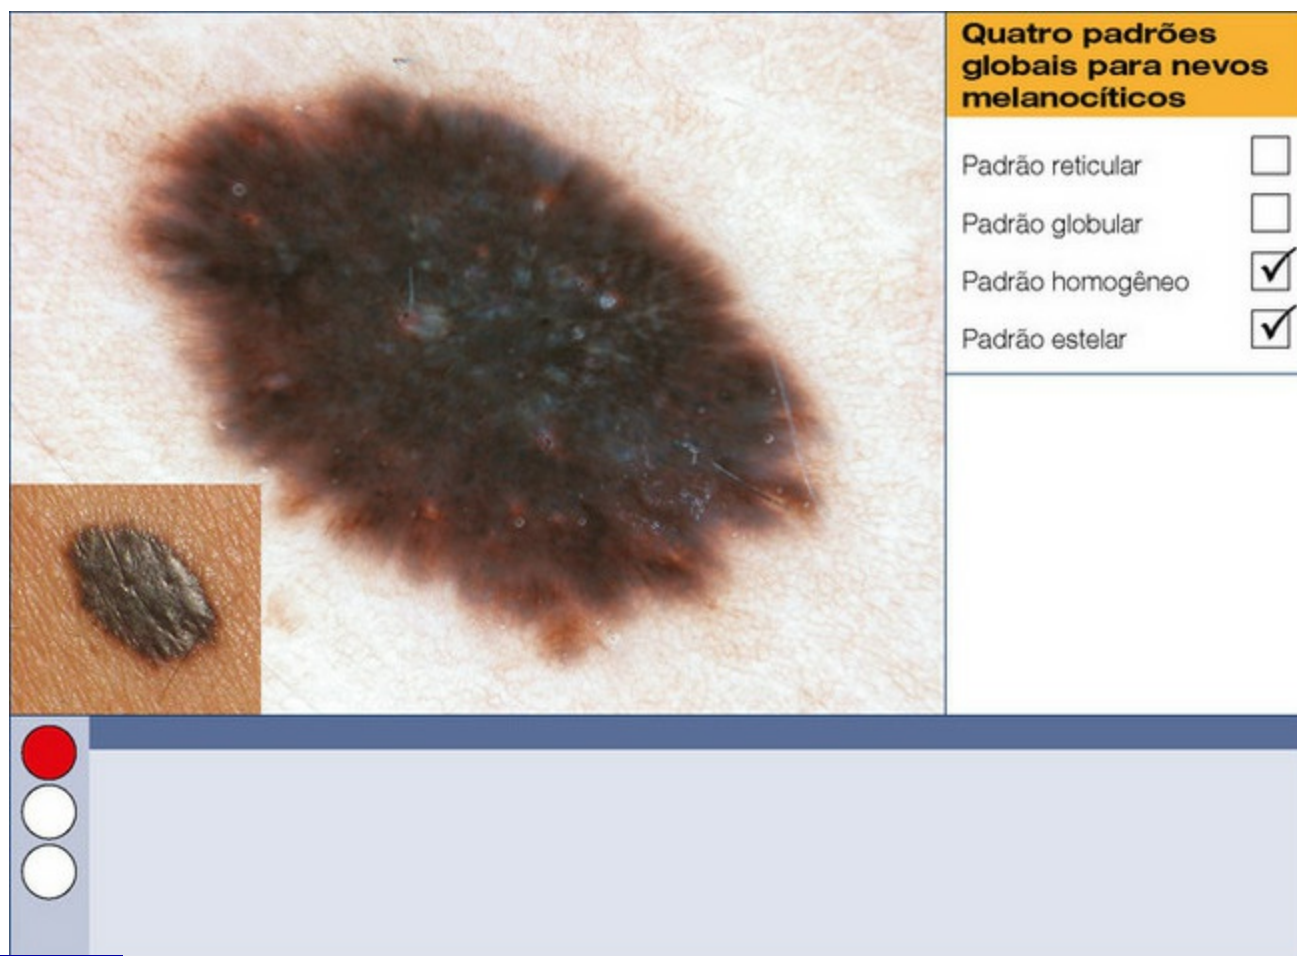 Quatro padrões
globais para nevos
melanocíticos
Padrão reticular
Padrão globular
Padrão homogêneo
Padrão estelar